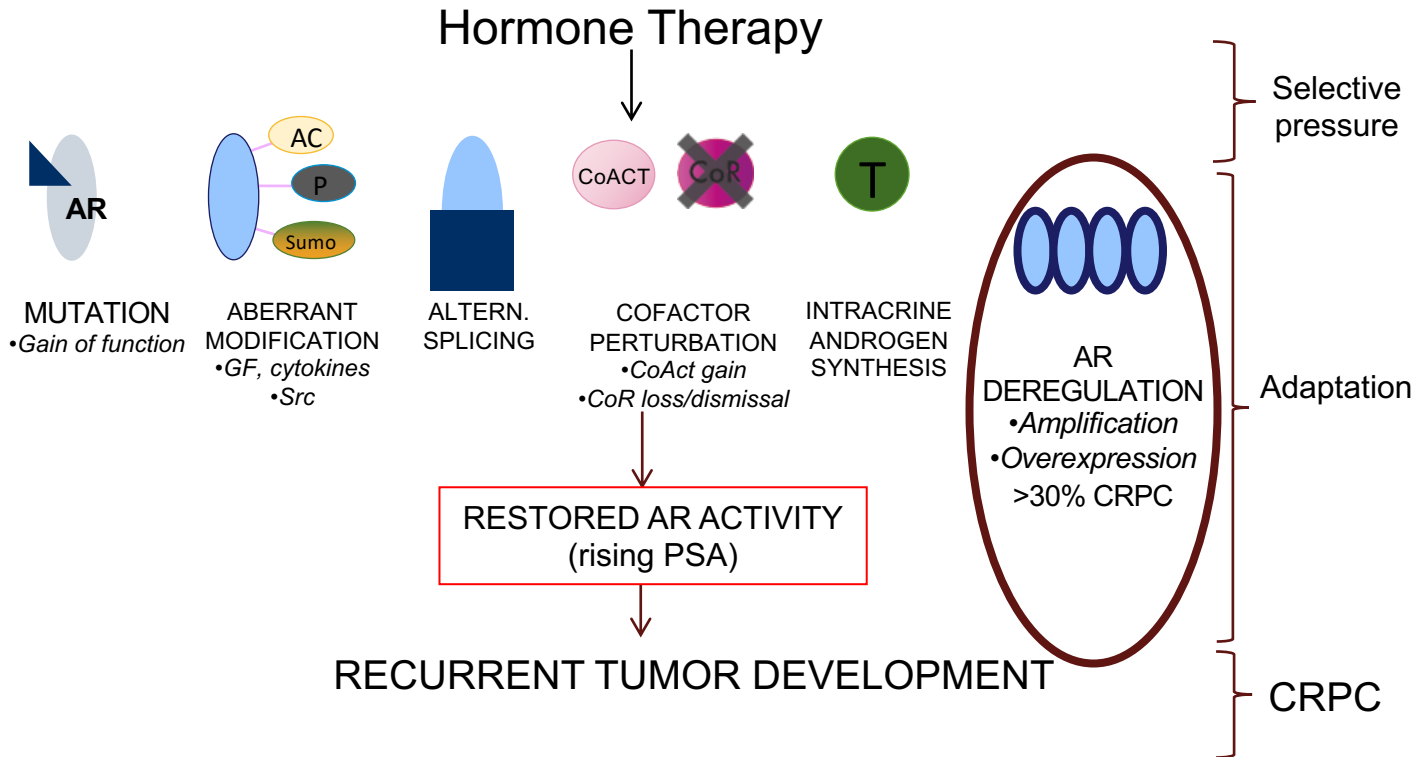 Hormone Therapy
Selective
pressure
AR
AC
P
Sumo
CoACT
CoR
T
MUTATION
•Gain of function
ABERRANT
MODIFICATION
•GF, cytokines
•Src
ALTERN.
SPLICING
COFACTOR
PERTURBATION
•CoAct gain
•CoR loss/dismissal
INTRACRINE
ANDROGEN
SYNTHESIS
AR
DEREGULATION
•Amplification
•Overexpression
>30% CRPC
Adaptation
RESTORED AR ACTIVITY
(rising PSA)
RECURRENT TUMOR DEVELOPMENT
CRPC